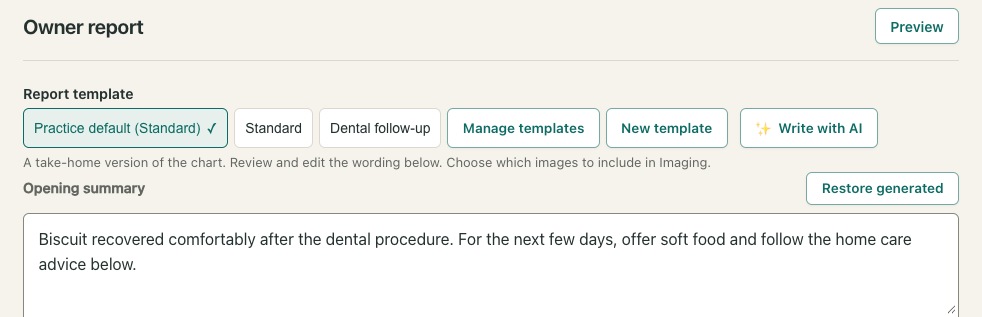 Owner report
Preview
Report template
Practice default (Standard) ✓
Standard
Dental follow-up
Manage templates
New template
✨ Write with AI
A take-home version of the chart. Review and edit the wording below. Choose which images to include in Imaging.
Opening summary
Restore generated
Biscuit recovered comfortably after the dental procedure. For the next few days, offer soft food and follow the home care
advice below.